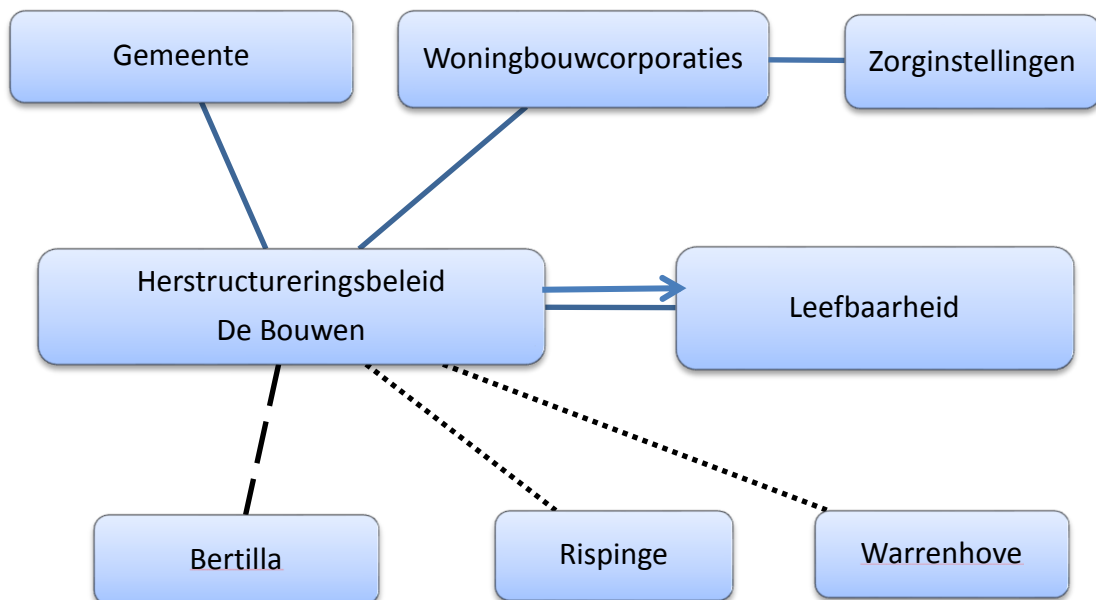 Gemeente
Woningbouwcorporaties
Zorginstellingen
Herstructureringsbeleid
De Bouwen
Leefbaarheid
Bertilla
Rispinge
Warrenhove